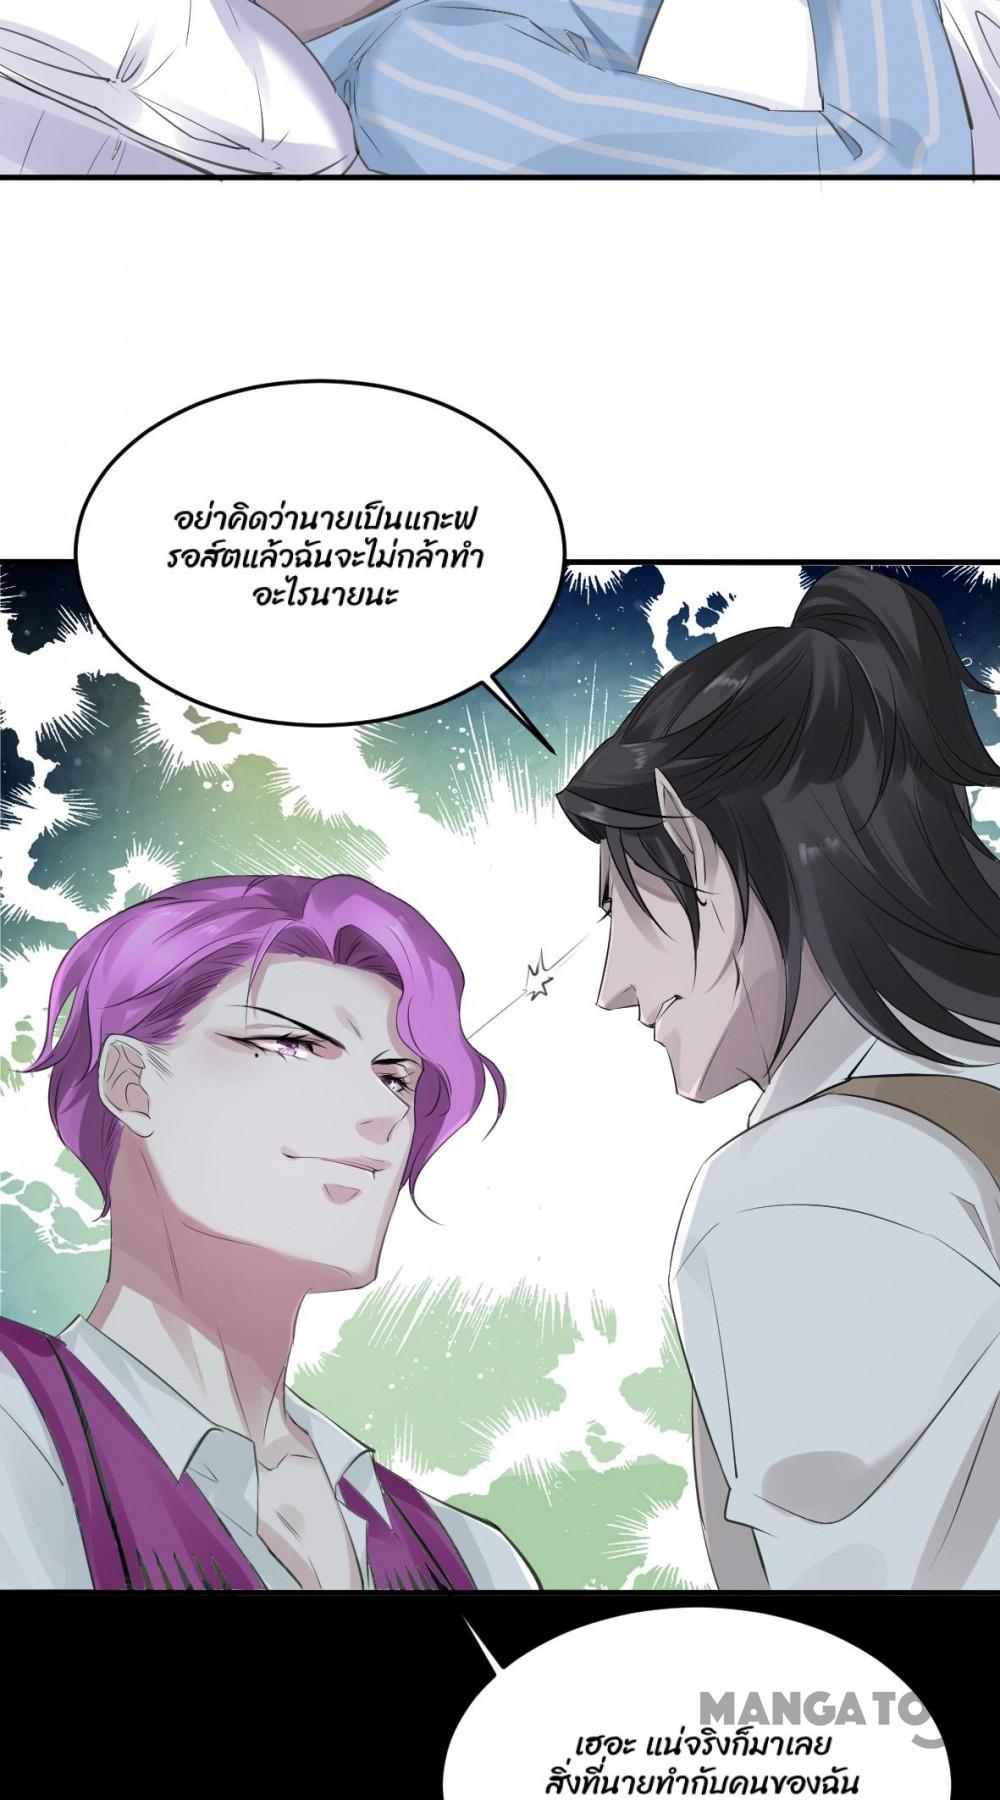 อย่าคิดว่านายเป็นแกะฟ
รอส์ตแล้วฉันจะไม่กล้าทำ
อะไรนายนะ
MANGATO
เฮอะ แน่จริงก็มาเลย
สิ่งที่นายทำกับคนของฉัน